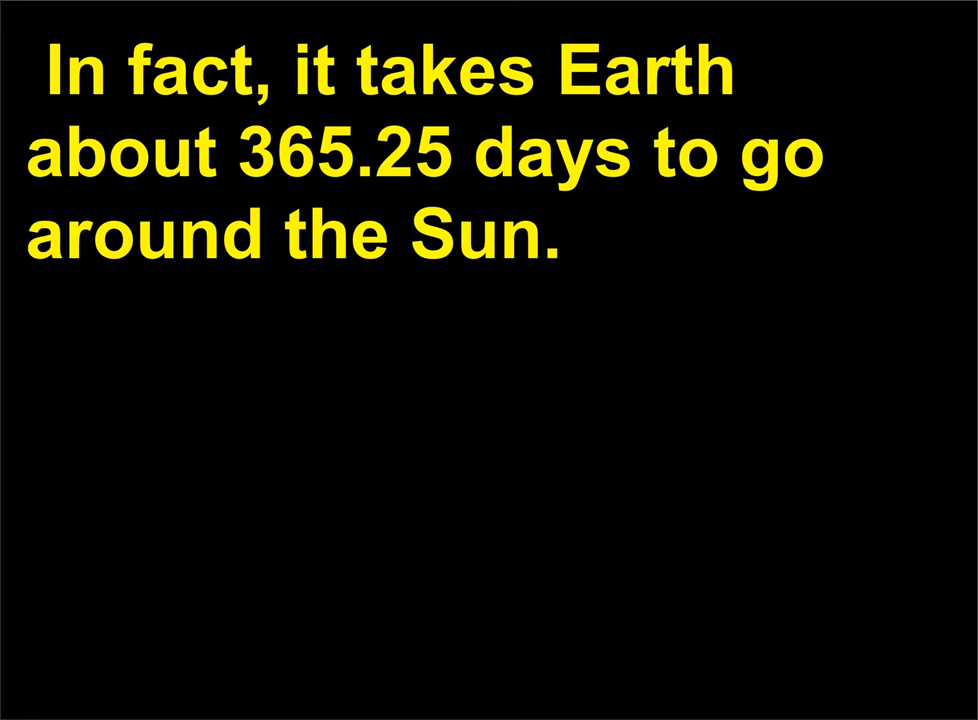 In fact, it takes Earth
about 365.25 days to go
around the Sun.